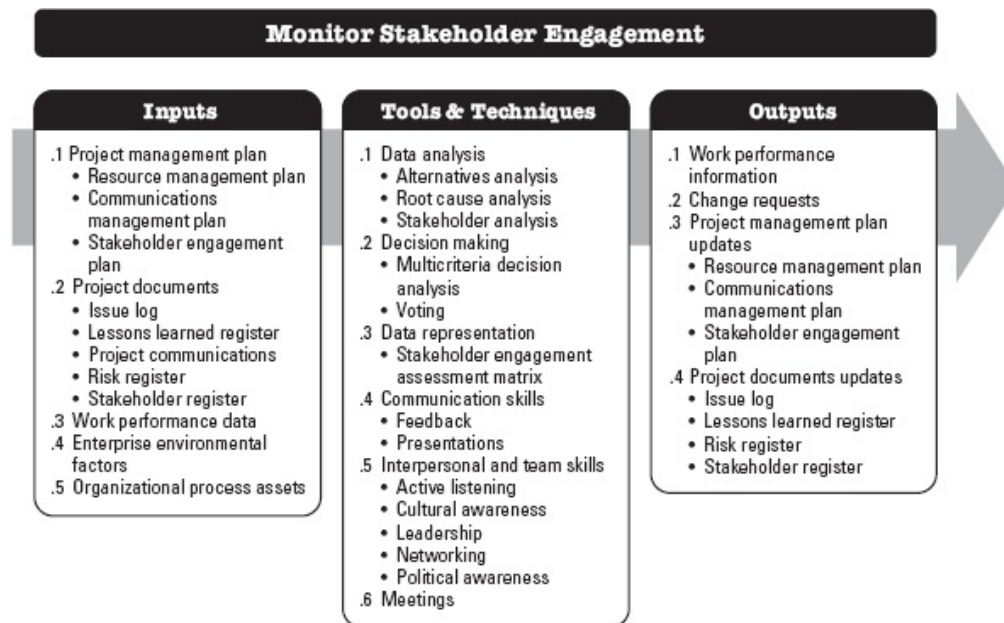 Monitor Stakeholder Engagement
Inputs
.1 Project management plan
• Resource management plan
• Communications
management plan
• Stakeholder engagement
plan
.2 Project documents
• Issue log
• Lessons learned register
• Project communications
• Risk register
• Stakeholder register
.3 Work performance data
.4 Enterprise environmental
factors
.5 Organizational process assets
Tools & Techniques
.1 Data analysis
• Alternatives analysis
• Root cause analysis
• Stakeholder analysis
.2 Decision making
• Multicriteria decision
analysis
• Voting
.3 Data representation
• Stakeholder engagement
assessment matrix
.4 Communication skills
• Feedback
• Presentations
.5 Interpersonal and team skills
• Active listening
• Cultural awareness
• Leadership
• Networking
• Political awareness
.6 Meetings
Outputs
.1 Work performance
information
.2 Change requests
.3 Project management plan
updates
• Resource management plan
• Communications
management plan
• Stakeholder engagement
plan
.4 Project documents updates
• Issue log
• Lessons learned register
• Risk register
• Stakeholder register